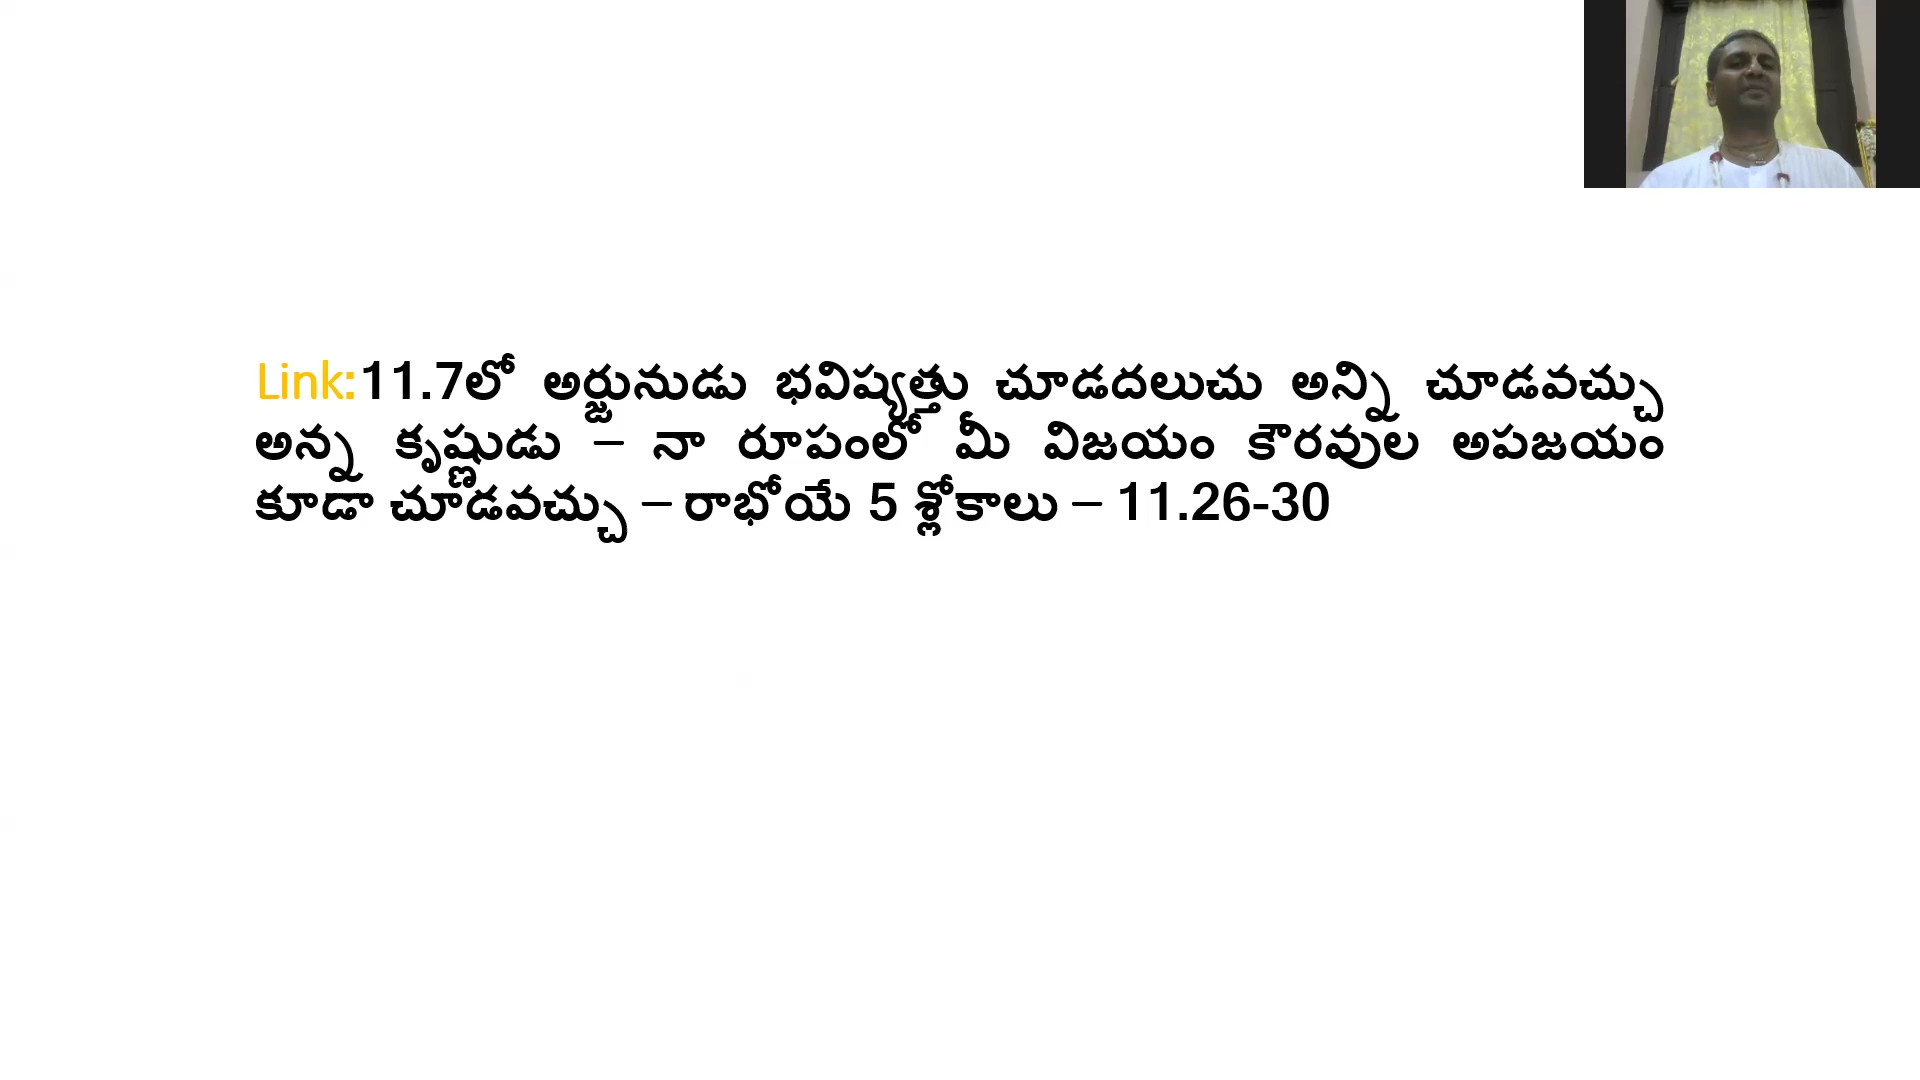 Link:11.7లో అర్జునుడు భవిష్యత్తు చూడదలుచు అన్ని చూడవచ్చు
అన్న కృష్ణుడు – నా రూపంలో మీ విజయం కౌరవుల అపజయం
కూడా చూడవచ్చు – రాభోయే 5 శ్లోకాలు – 11.26-30